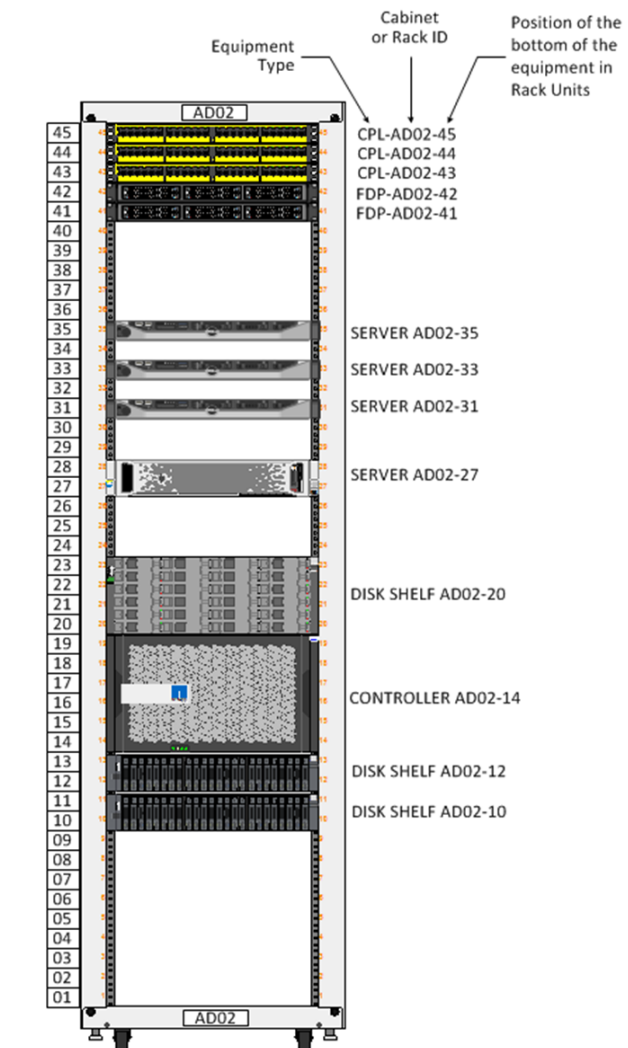 Cabinet
or Rack ID
Position of the
bottom of the
equipment in
Rack Units
Equipment
Type
AD02
45
44
43
42
41
40
39
38
37
36
35
34
33
32
31
30
29
28
27
26
25
24
23
22
21
20
19
18
17
16
15
14
13
12
11
10
09
08
07
06
05
04
03
02
01
CPL-AD02-45
CPL-AD02-44
CPL-AD02-43
FDP-AD02-42
FDP-AD02-41
SERVER AD02-35
SERVER AD02-33
SERVER AD02-31
SERVER AD02-27
DISK SHELF AD02-20
CONTROLLER AD02-14
DISK SHELF AD02-12
DISK SHELF AD02-10
AD02